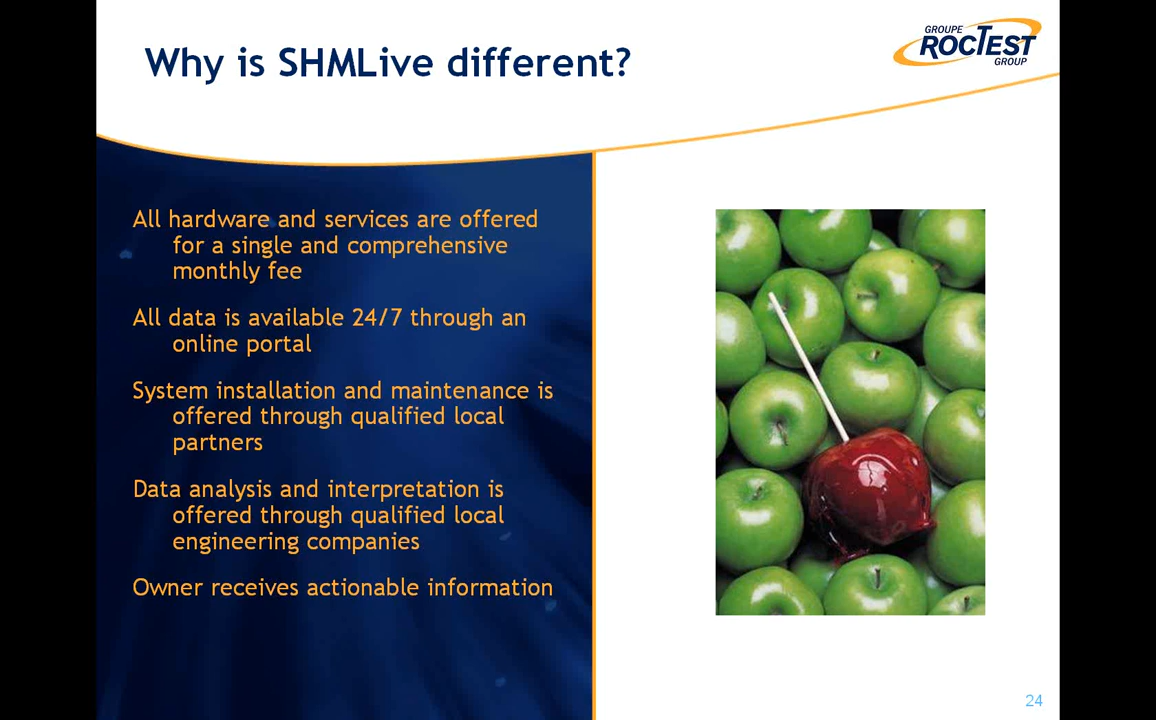 Why is SHMLive different?
GROUPE
ROCTEST
GROUP
All hardware and services are offered
for a single and comprehensive
monthly fee
All data is available 24/7 through an
online portal
System installation and maintenance is
offered through qualified local
partners
Data analysis and interpretation is
offered through qualified local
engineering companies
Owner receives actionable information
24